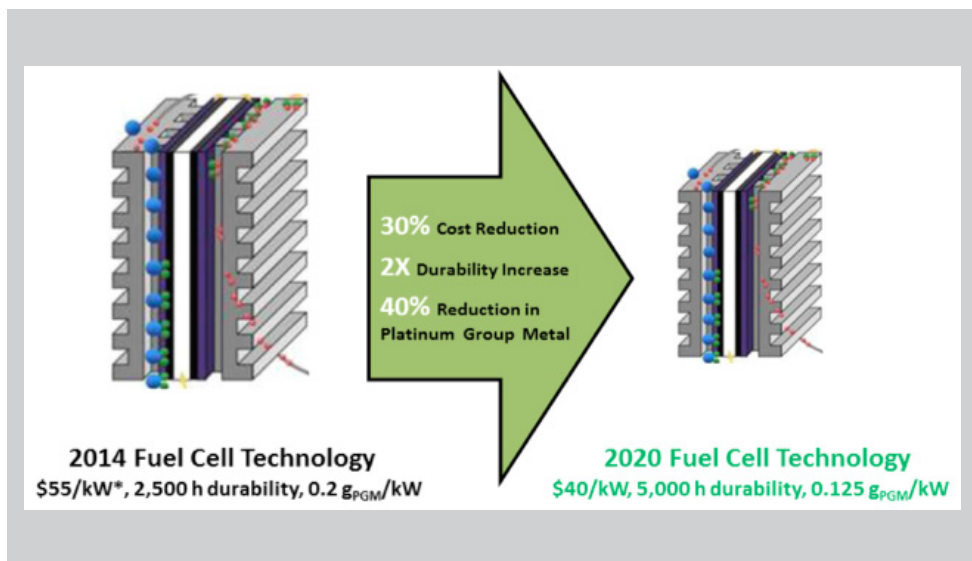 30% Cost Reduction
2X Durability Increase
40% Reduction in
Platinum Group Metal
2014 Fuel Cell Technology
$55/kW*, 2,500 h durability, 0.2 gPGM/kW
2020 Fuel Cell Technology
$40/kW, 5,000 h durability, 0.125 gPGM/kW